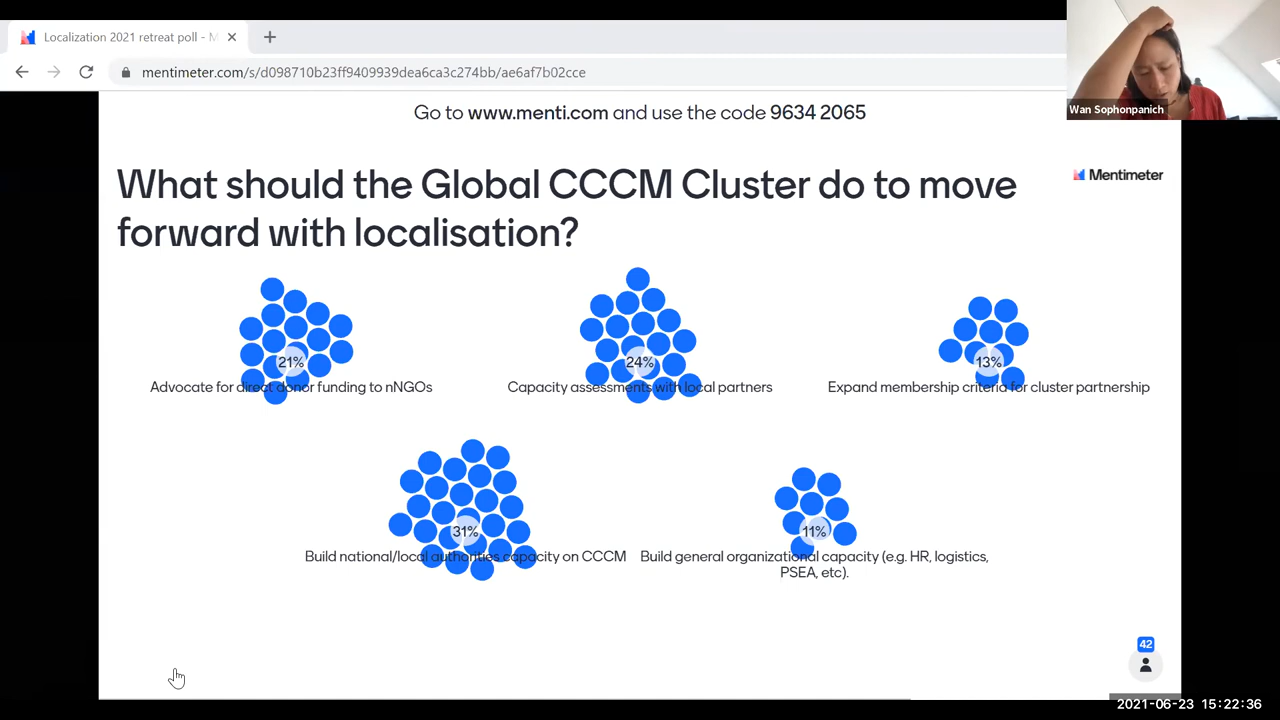 Localization 2021 retreat poll - M
mentimeter.com/s/d098710b23ff9409939dea6ca3c274bb/ae6af7b02cce
Wan Sophonpanich
Go to www.menti.com and use the code 9634 2065
What should the Global CCCM Cluster do to move
forward with localisation?
Mentimeter
21%
Advocate for direct donor funding to nNGOs
24%
Capacity assessments with local partners
13%
Expand membership criteria for cluster partnership
31%
Build national/local authorities capacity on CCCM
11%
Build general organizational capacity (e.g. HR, logistics,
PSEA, etc).
42
2021-06-23 15:22:36